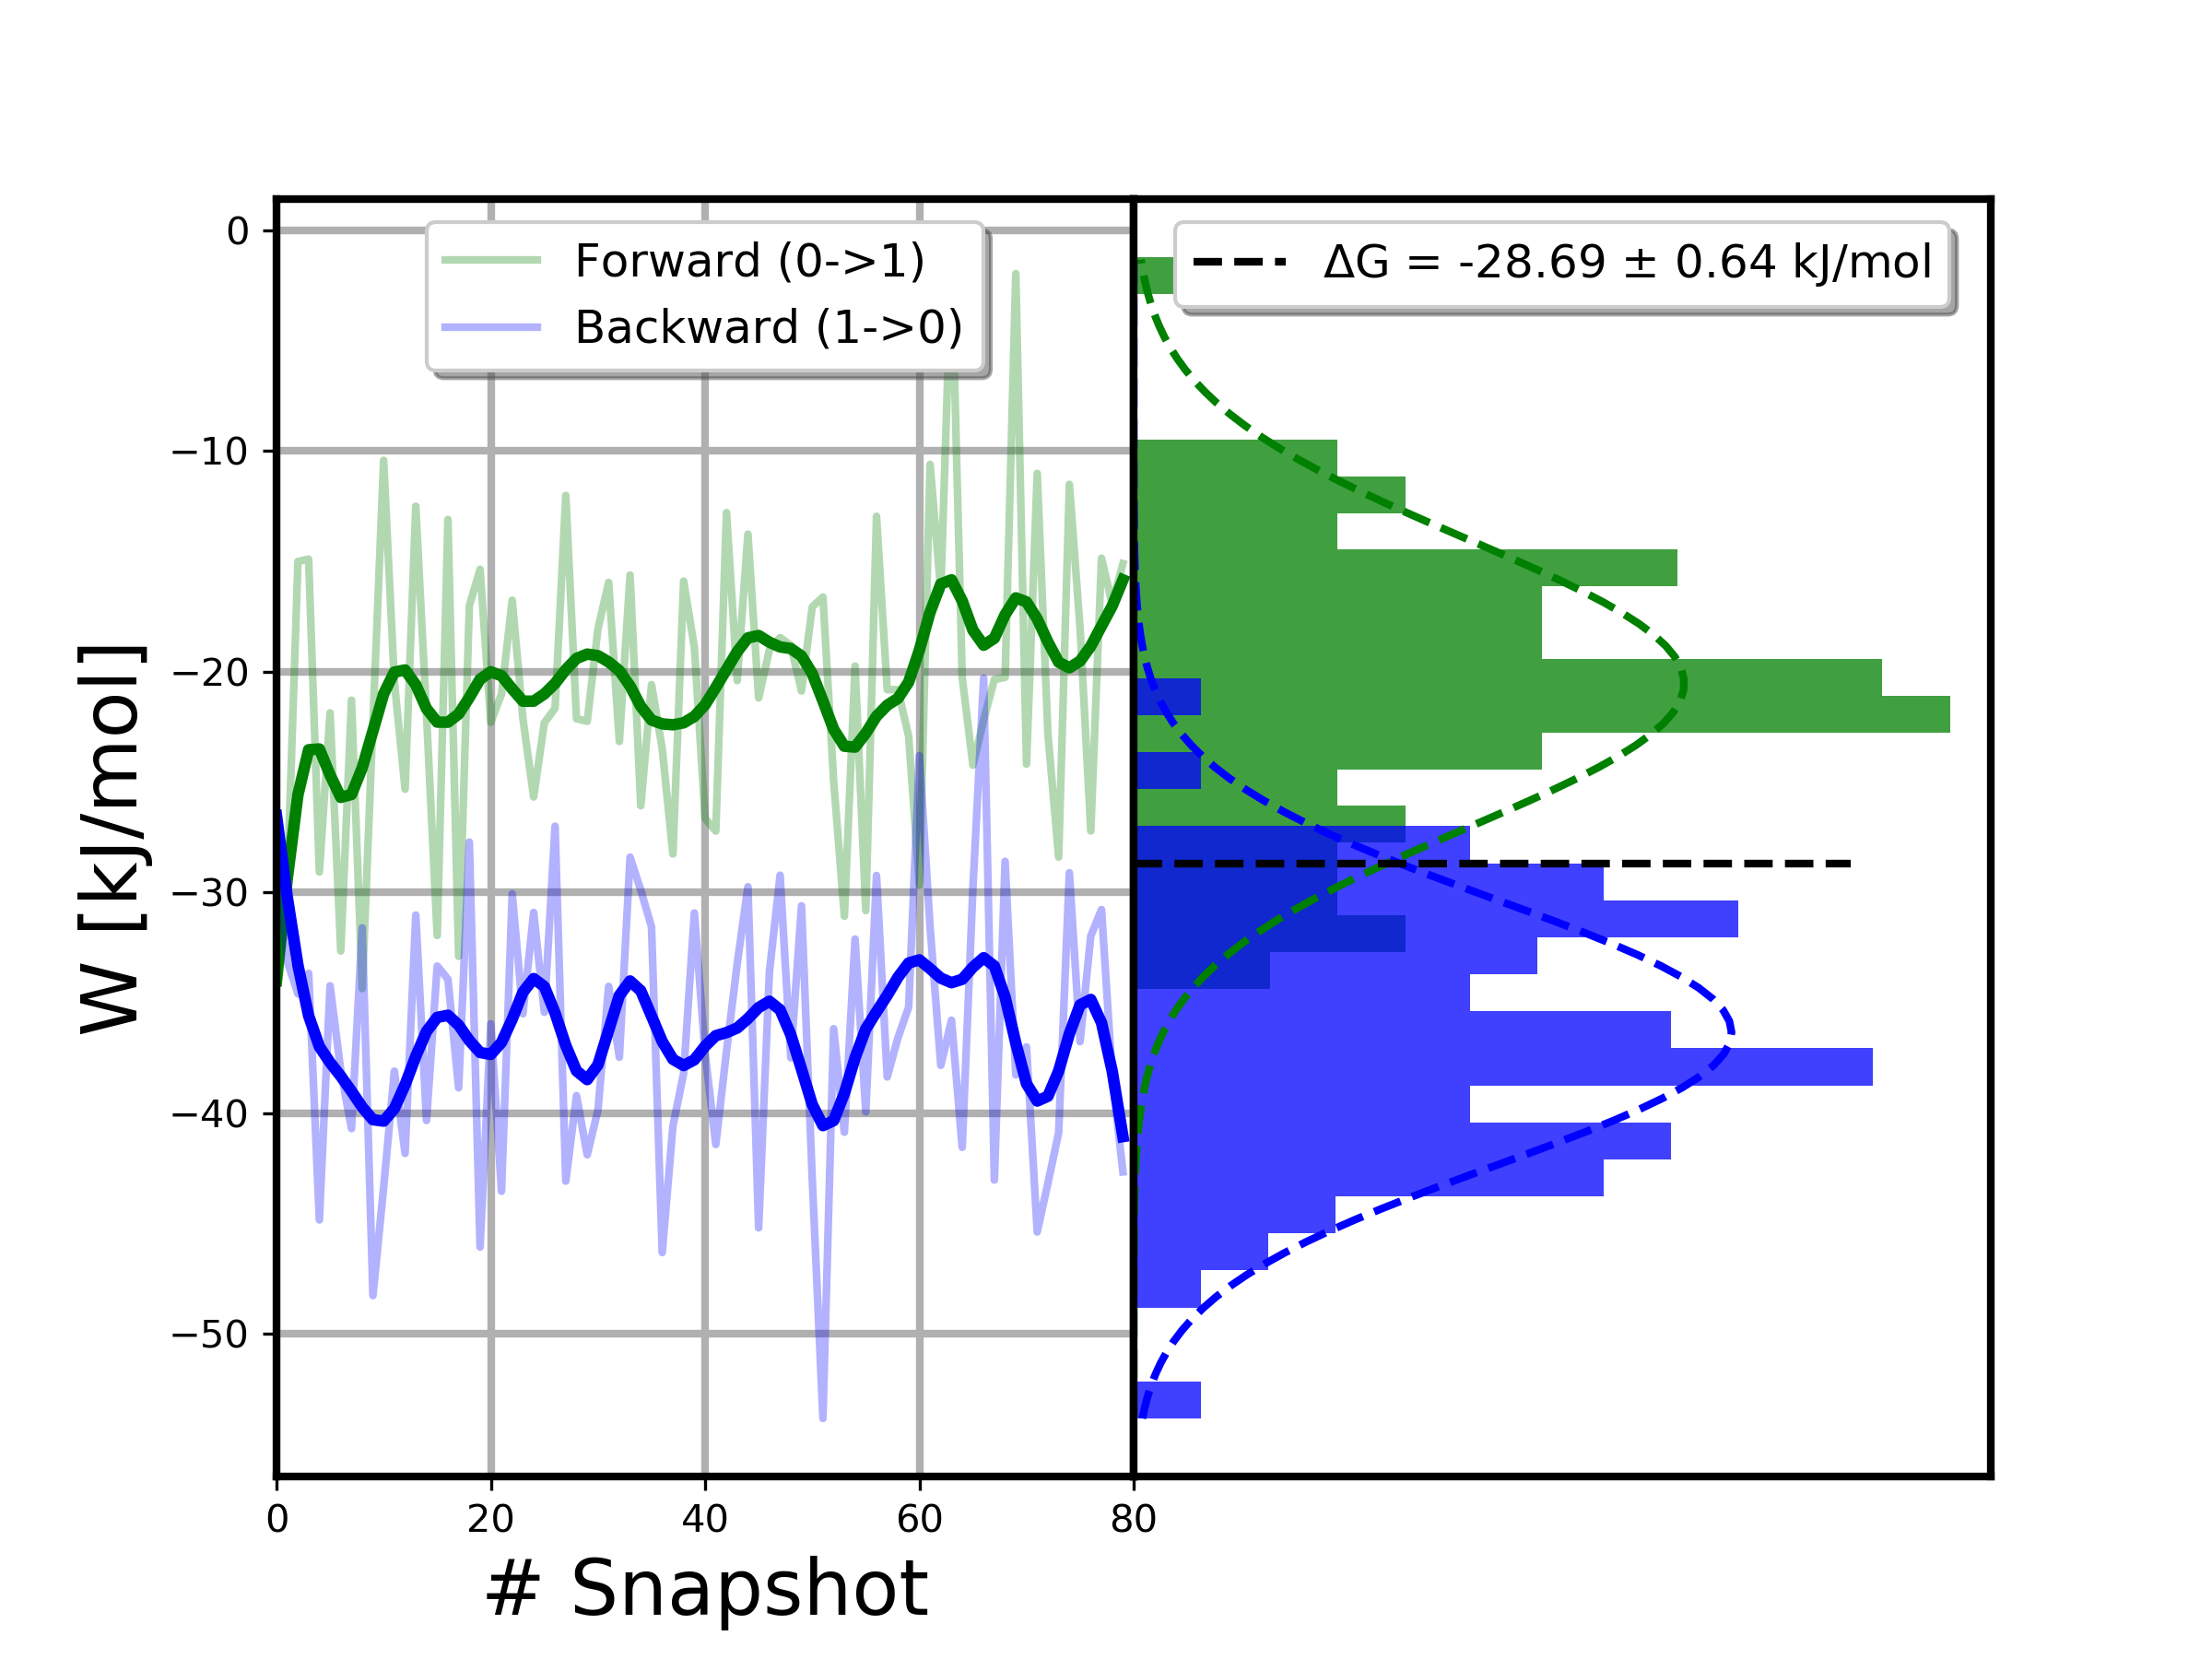 Forward (0->1)
Backward (1->0)
ΔG = -28.69 ± 0.64 kJ/mol
W [kJ/mol]
0
−10
−20
−30
−40
−50
0 20 40 60 80
# Snapshot